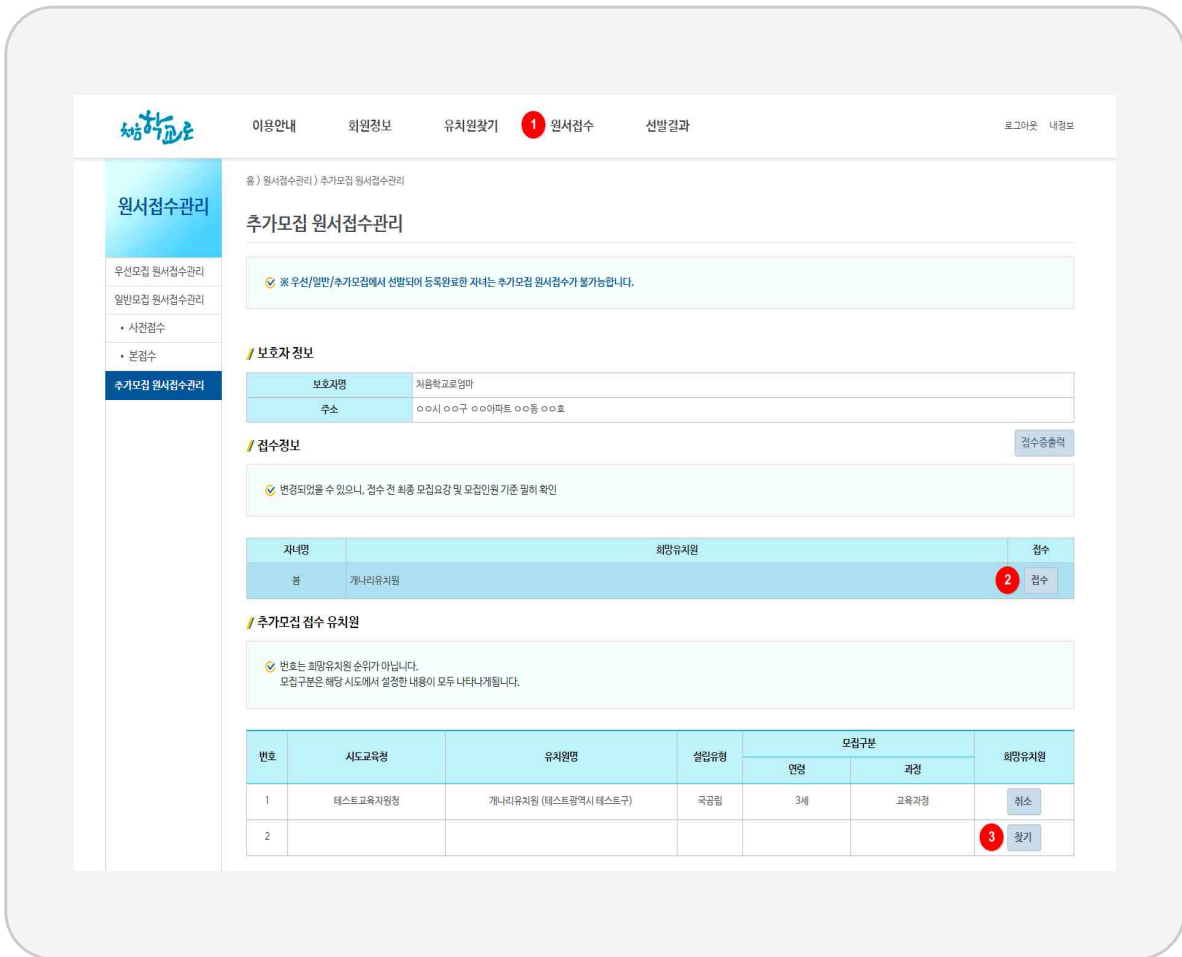 처음학교로
이용안내 회원정보 유치원찾기 1 원서접수 선발결과 로그아웃 내정보
원서접수관리
우선모집 원서접수관리
일반모집 원서접수관리
• 사전접수
• 본접수
추가모집 원서접수관리
홈 > 원서접수관리 > 추가모집 원서접수관리
추가모집 원서접수관리
※ 우선/일반/추가모집에서 선발되어 등록완료한 자녀는 추가모집 원서접수가 불가능합니다.
보호자 정보
보호자명 처음학교로엄마
주소 ㅇㅇ시 ㅇㅇ구 ㅇㅇ아파트 ㅇㅇ동 ㅇㅇ호
접수정보 접수증출력
변경되었을 수 있으니, 접수 전 최종 모집요강 및 모집인원 기준 필히 확인
자녀명 희망유치원 접수
봄 개나리유치원 2 접수
추가모집 접수 유치원
번호는 희망유치원 순위가 아닙니다.
모집구분은 해당 시도에서 설정한 내용이 모두 나타나게됩니다.
번호 시도교육청 유치원명 설립유형 모집구분 희망유치원
연령 과정
1 테스트교육지원청 개나리유치원 (테스트광역시 테스트구) 국공립 3세 교육과정 취소
2 3 찾기